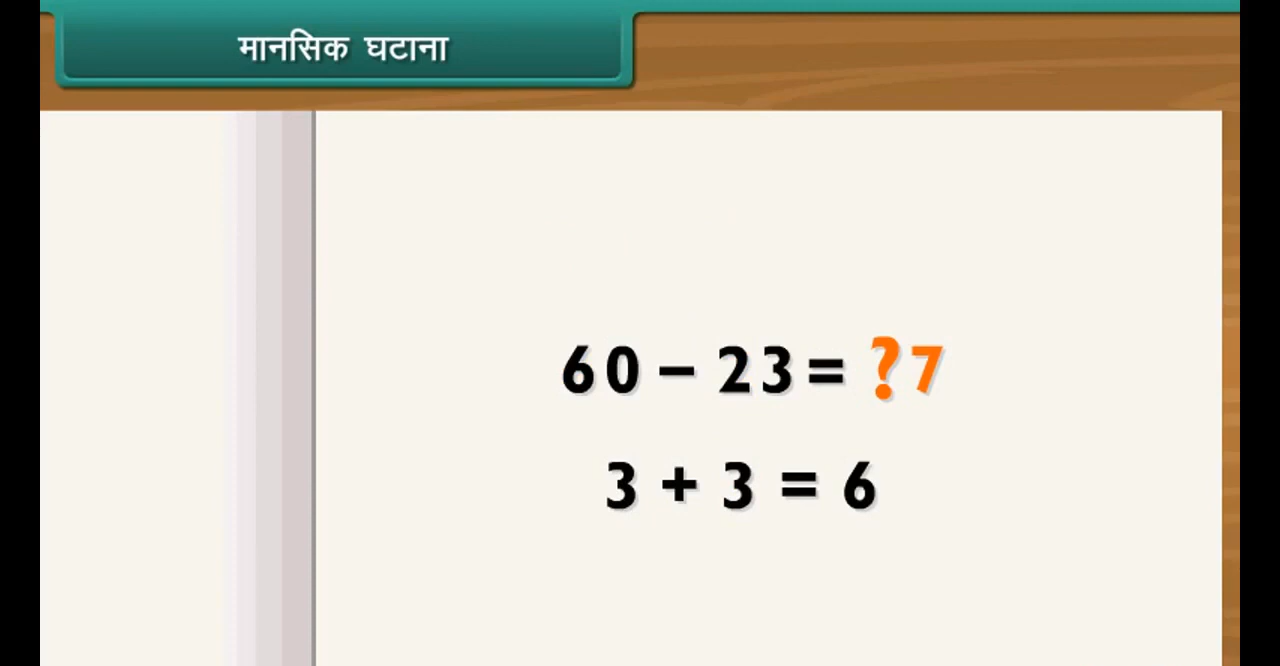 मानसिक घटाना
60 – 23 = ?7
3 + 3 = 6